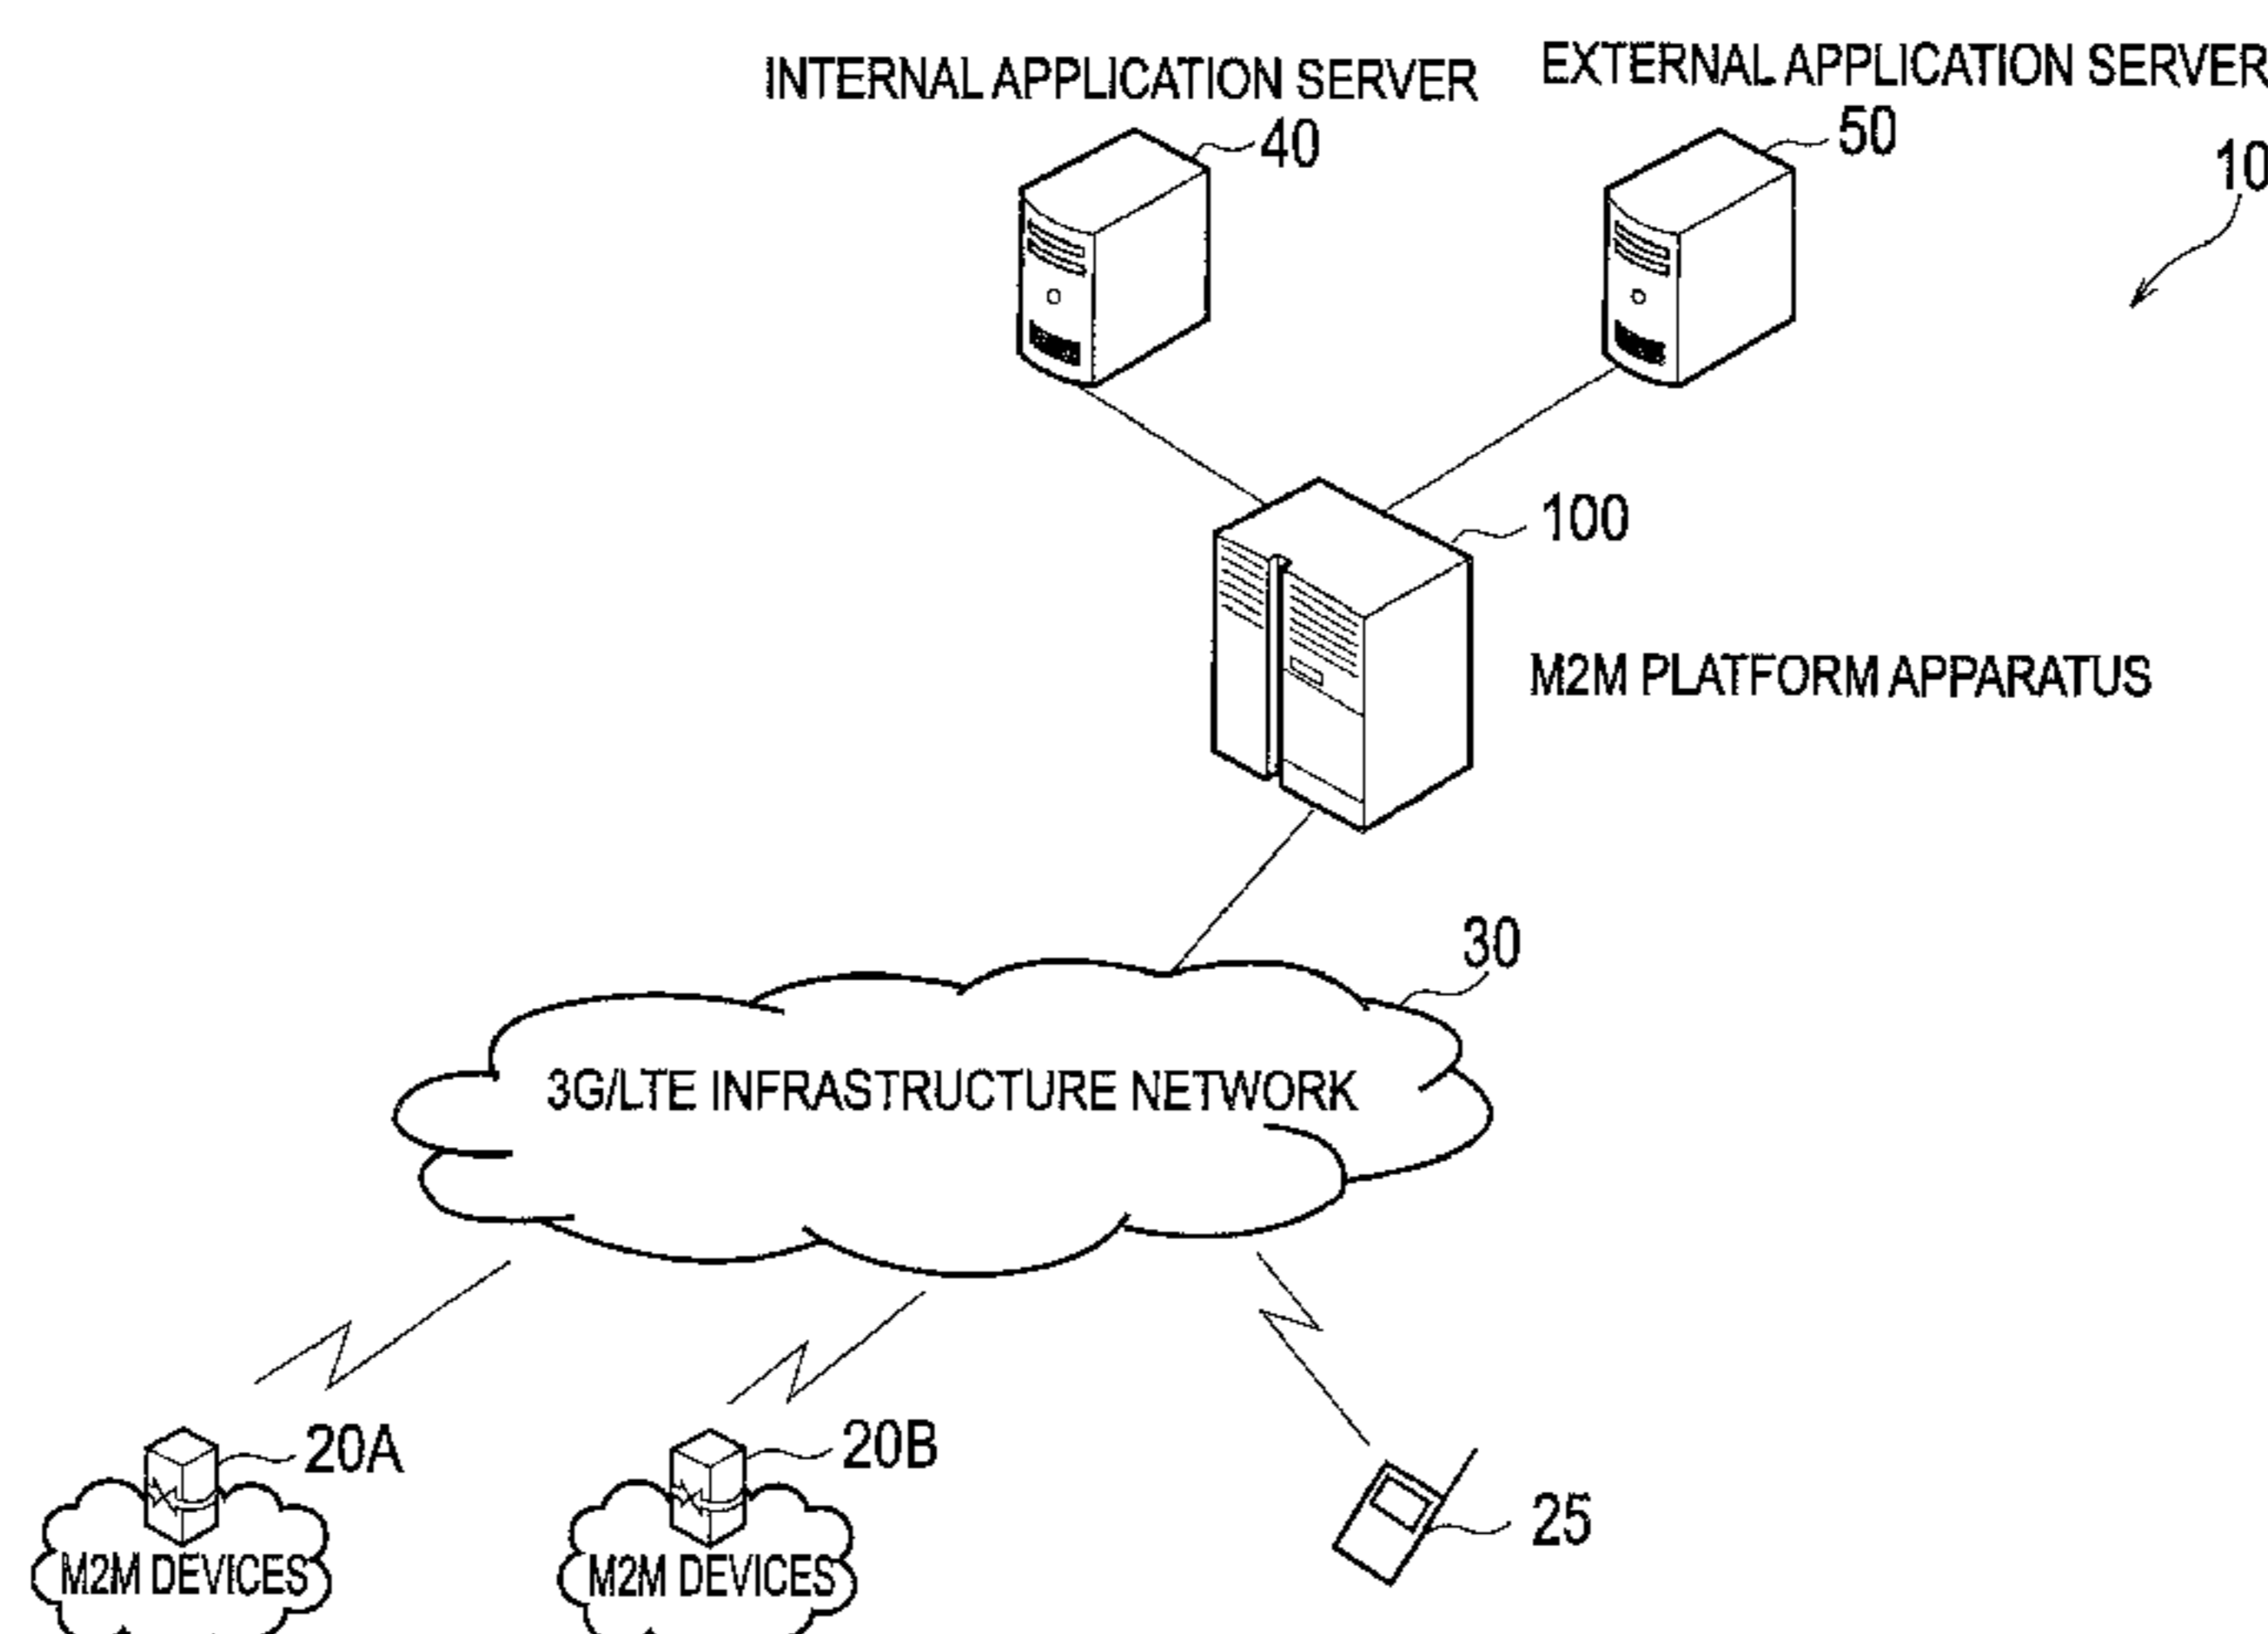 INTERNAL APPLICATION SERVER
EXTERNAL APPLICATION SERVER
40
50
10
100
M2M PLATFORM APPARATUS
30
3G/LTE INFRASTRUCTURE NETWORK
20A
20B
25
M2M DEVICES
M2M DEVICES